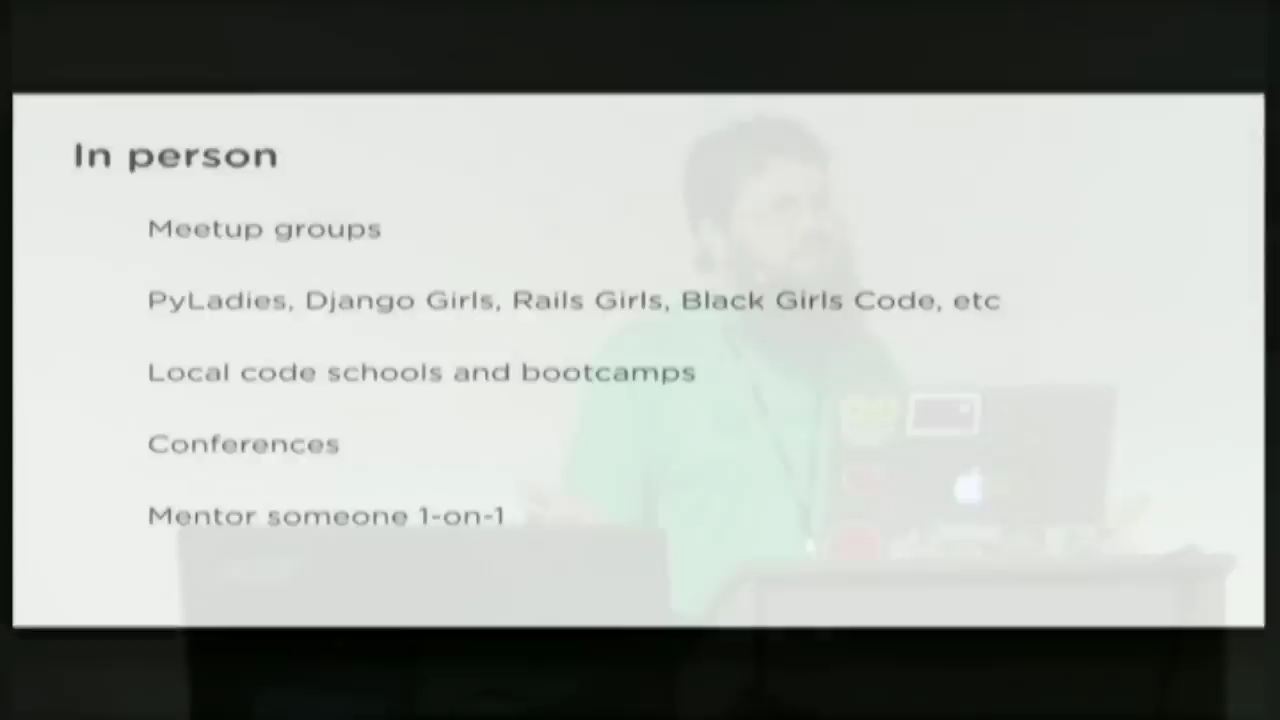 In person
Meetup groups
PyLadies, Django Girls, Rails Girls, Black Girls Code, etc
Local code schools and bootcamps
Conferences
Mentor someone 1-on-1